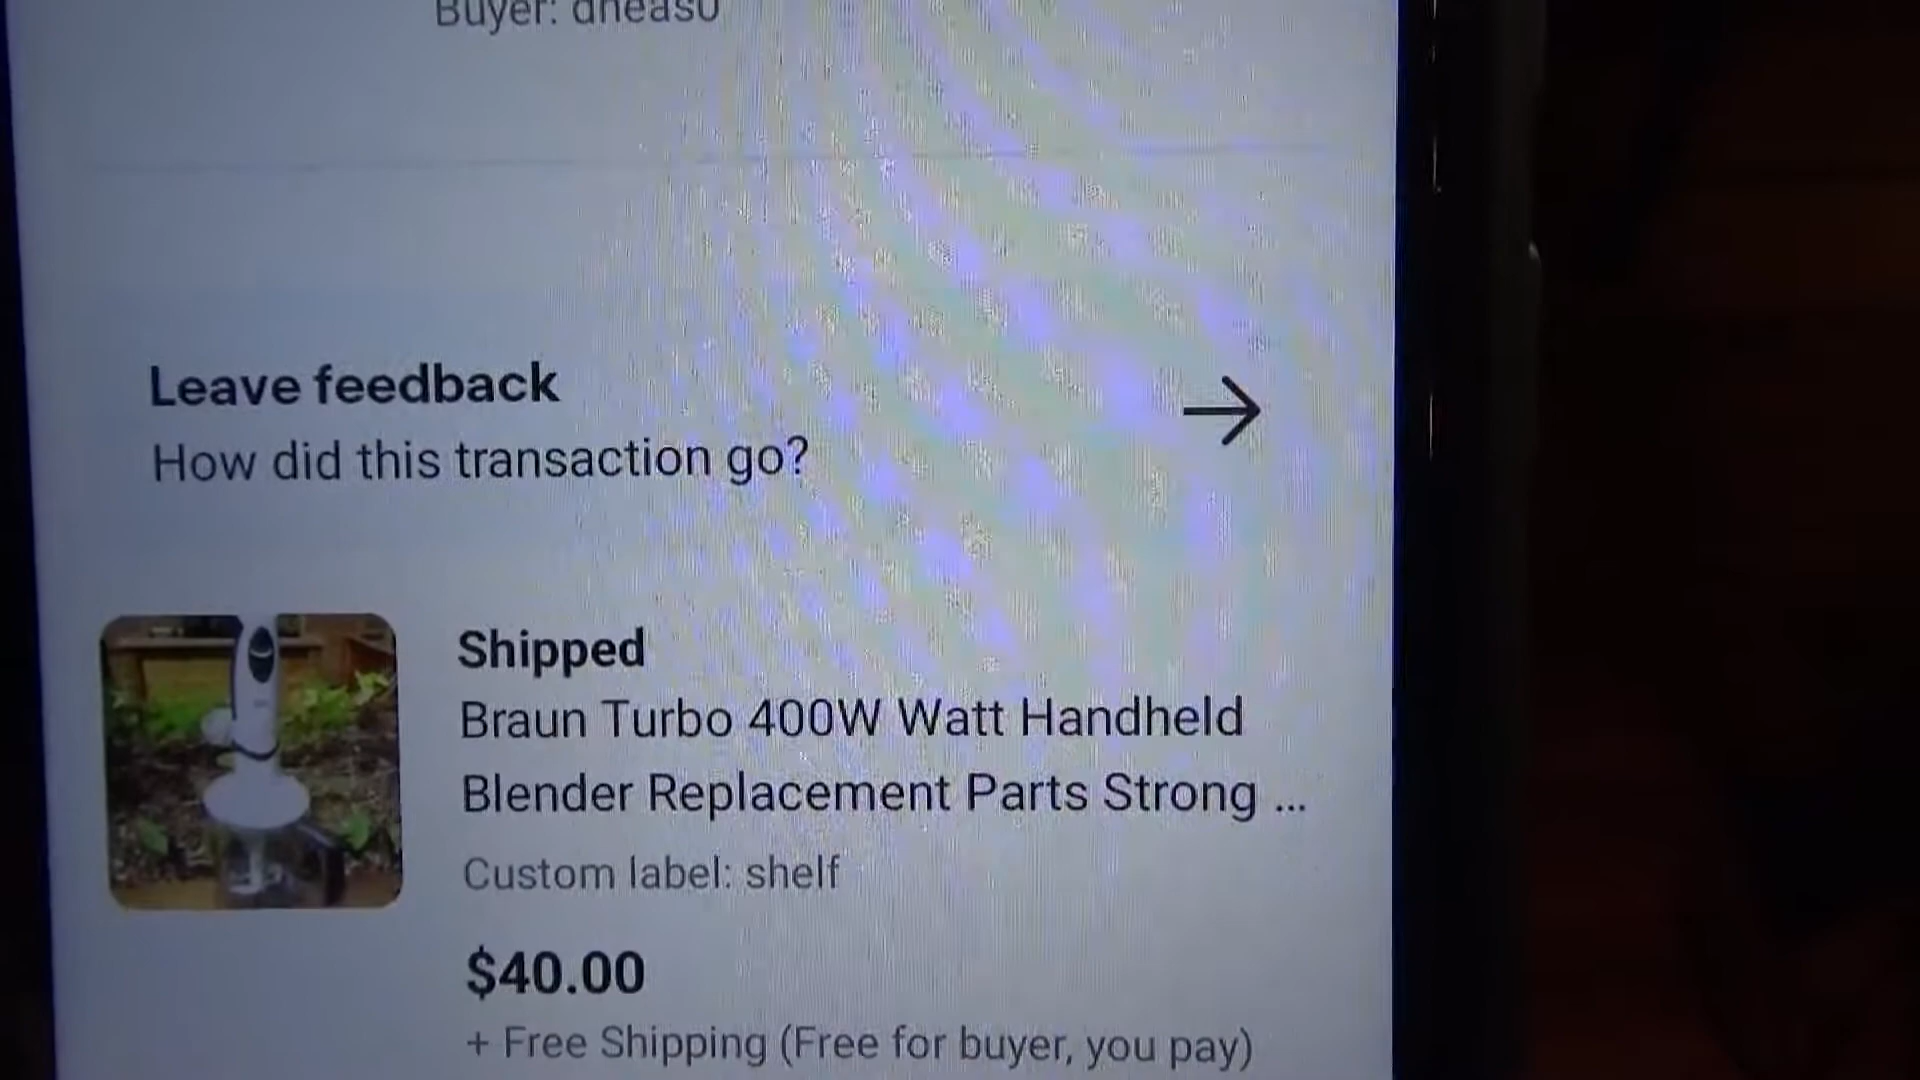 Buyer:
Leave feedback
How did this transaction go?
Shipped
Braun Turbo 400W Watt Handheld
Blender Replacement Parts Strong ...
Custom label: shelf
$40.00
+ Free Shipping (Free for buyer, you pay)